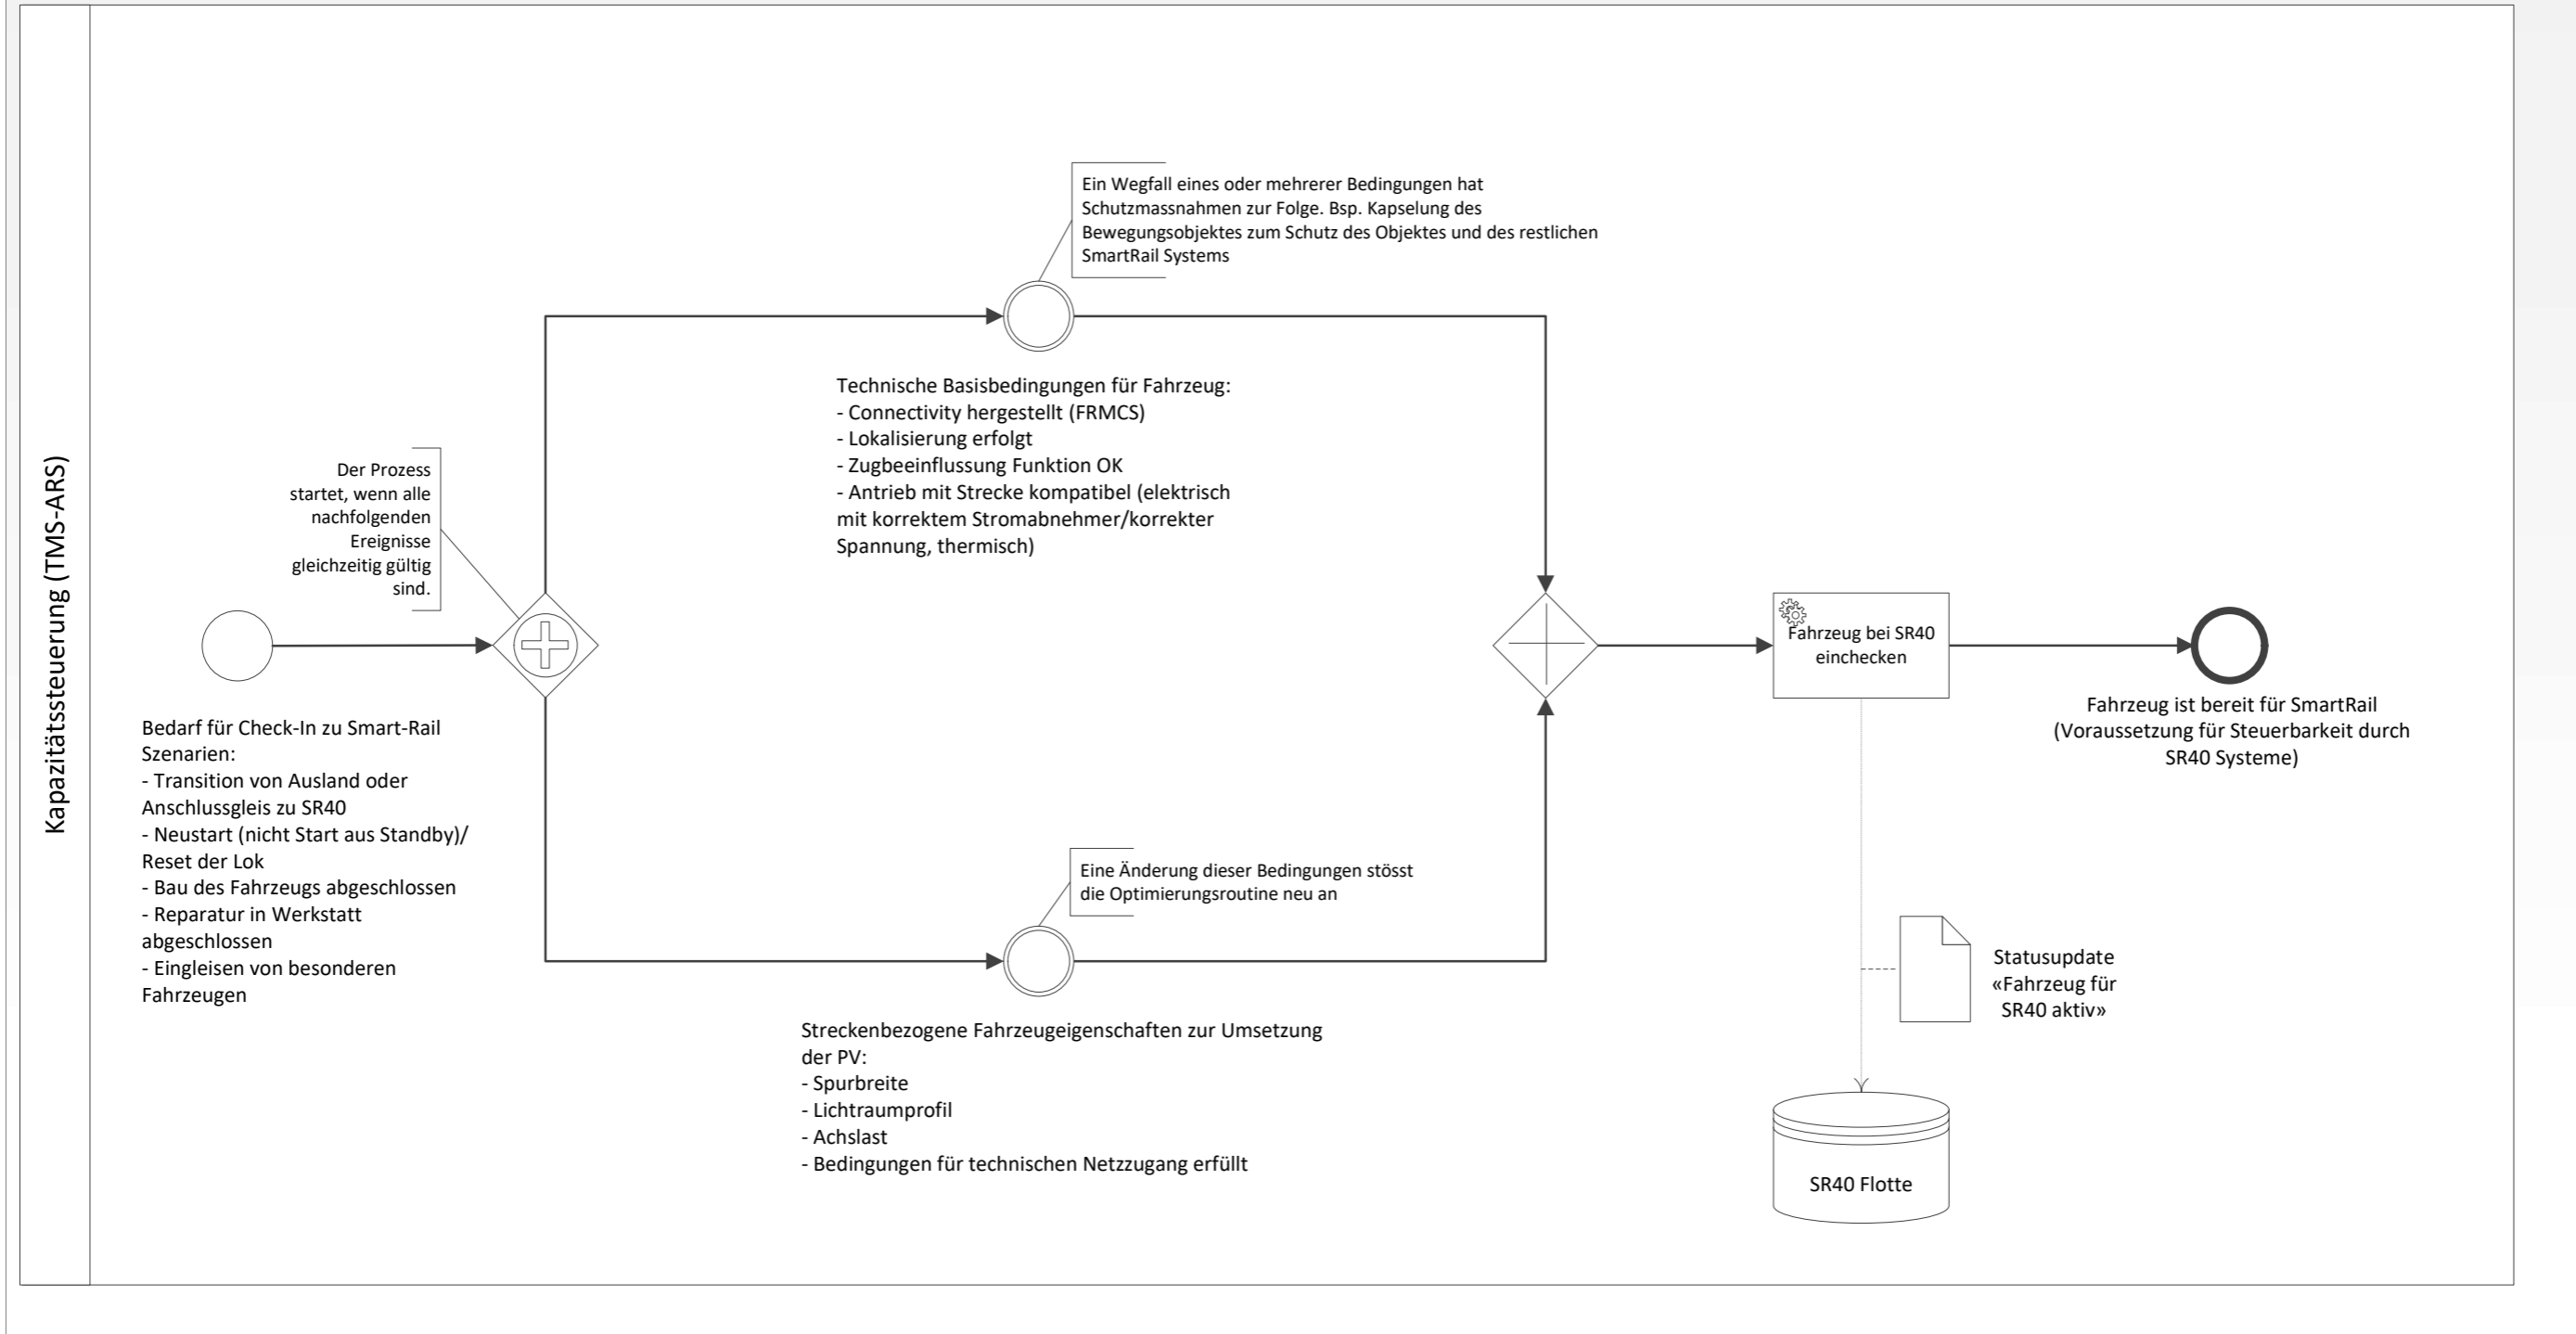 Kapazitätssteuerung (TMS-ARS)
Der Prozess
startet, wenn alle
nachfolgenden
Ereignisse
gleichzeitig gültig
sind.
Bedarf für Check-In zu Smart-Rail
Szenarien:
- Transition von Ausland oder
Anschlussgleis zu SR40
- Neustart (nicht Start aus Standby)/
Reset der Lok
- Bau des Fahrzeugs abgeschlossen
- Reparatur in Werkstatt
abgeschlossen
- Eingleisen von besonderen
Fahrzeugen
Ein Wegfall eines oder mehrerer Bedingungen hat
Schutzmassnahmen zur Folge. Bsp. Kapselung des
Bewegungsobjektes zum Schutz des Objektes und des restlichen
SmartRail Systems
Technische Basisbedingungen für Fahrzeug:
- Connectivity hergestellt (FRMCS)
- Lokalisierung erfolgt
- Zugbeeinflussung Funktion OK
- Antrieb mit Strecke kompatibel (elektrisch
mit korrektem Stromabnehmer/korrekter
Spannung, thermisch)
Eine Änderung dieser Bedingungen stösst
die Optimierungsroutine neu an
Streckenbezogene Fahrzeugeigenschaften zur Umsetzung
der PV:
- Spurbreite
- Lichtraumprofil
- Achslast
- Bedingungen für technischen Netzzugang erfüllt
Fahrzeug bei SR40
einchecken
Fahrzeug ist bereit für SmartRail
(Voraussetzung für Steuerbarkeit durch
SR40 Systeme)
Statusupdate
«Fahrzeug für
SR40 aktiv»
SR40 Flotte